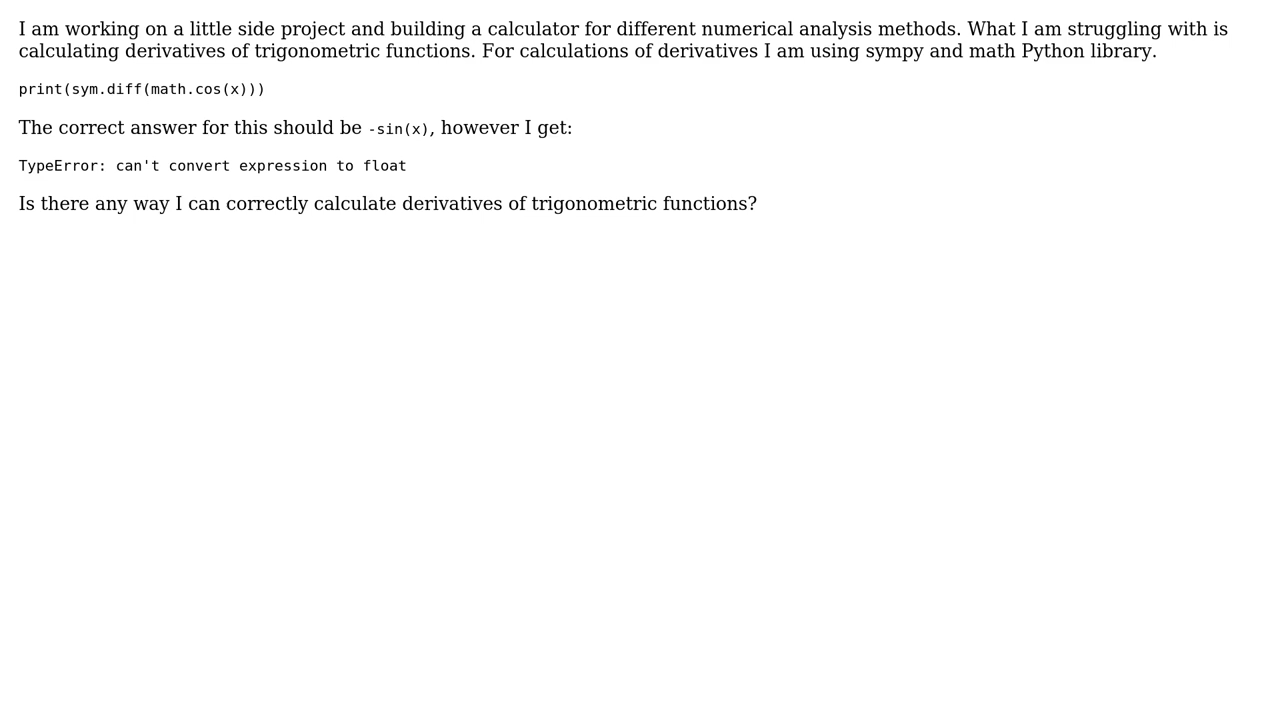 I am working on a little side project and building a calculator for different numerical analysis methods. What I am struggling with is
calculating derivatives of trigonometric functions. For calculations of derivatives I am using sympy and math Python library.
print(sym.diff(math.cos(x)))
The correct answer for this should be -sin(x), however I get:
TypeError: can't convert expression to float
Is there any way I can correctly calculate derivatives of trigonometric functions?